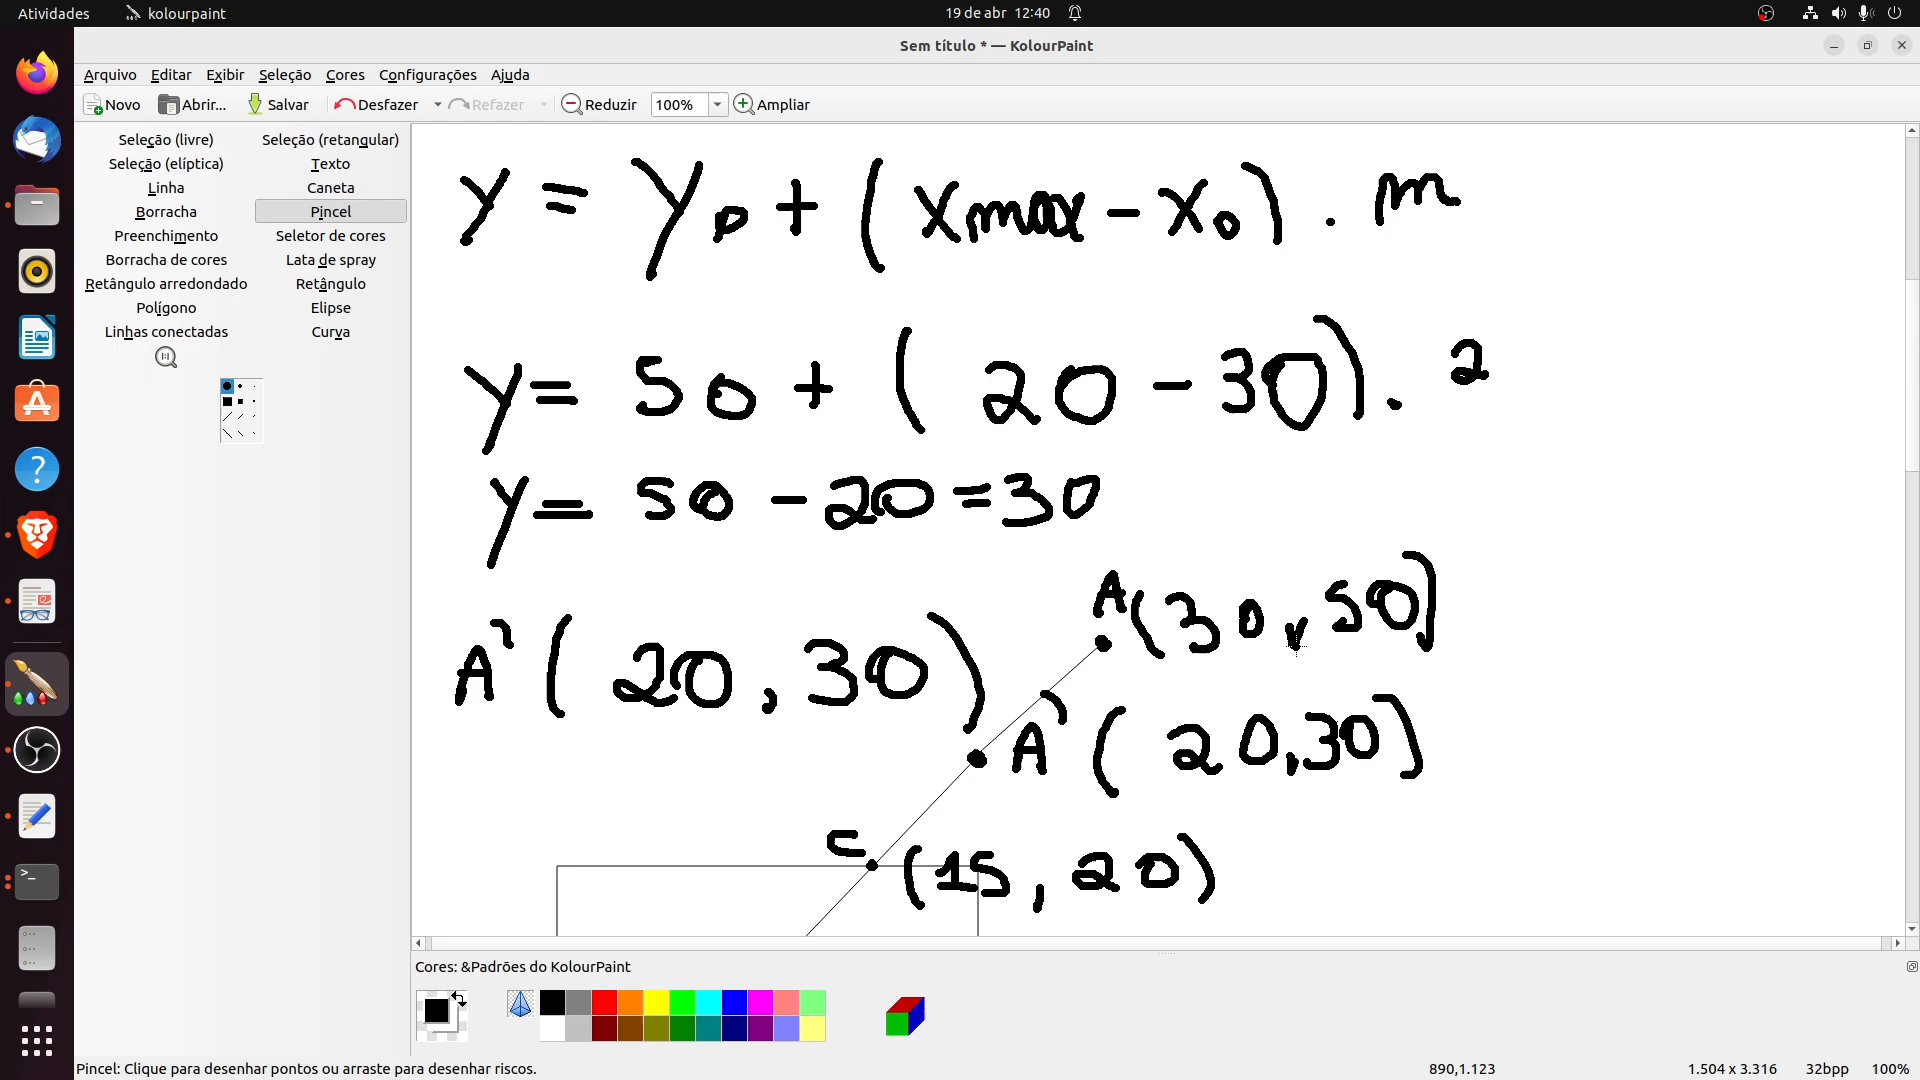 Atividades kolourpaint 19 de abr 12:40
Sem título * — KolourPaint
Arquivo Editar Exibir Seleção Cores Configurações Ajuda
Novo Abrir... Salvar Desfazer Refazer Reduzir 100% Ampliar
Seleção (livre) Seleção (retangular)
Seleção (elíptica) Texto
Linha Caneta
Borracha Pincel
Preenchimento Seletor de cores
Borracha de cores Lata de spray
Retângulo arredondado Retângulo
Polígono Elipse
Linhas conectadas Curva
y = y0 + (xmax - x0) . m
y = 50 + (20 - 30) . 2
y = 50 - 20 = 30
A (30, 50)
A' (20, 30)
A' (20,30)
C (15, 20)
Cores: &Padrões do KolourPaint
Pincel: Clique para desenhar pontos ou arraste para desenhar riscos. 890,1.123 1.504 x 3.316 32bpp 100%